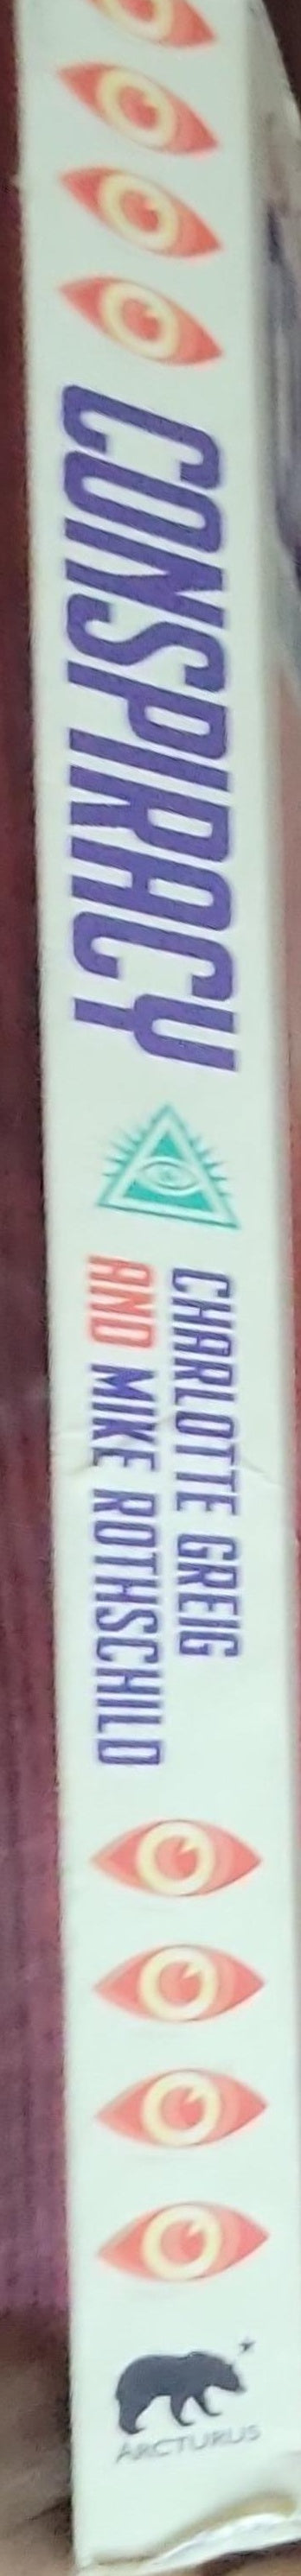 CONSPIRACY
CHARLOTTE GREIG
AND MIKE ROTHSCHILD
ARCTURUS